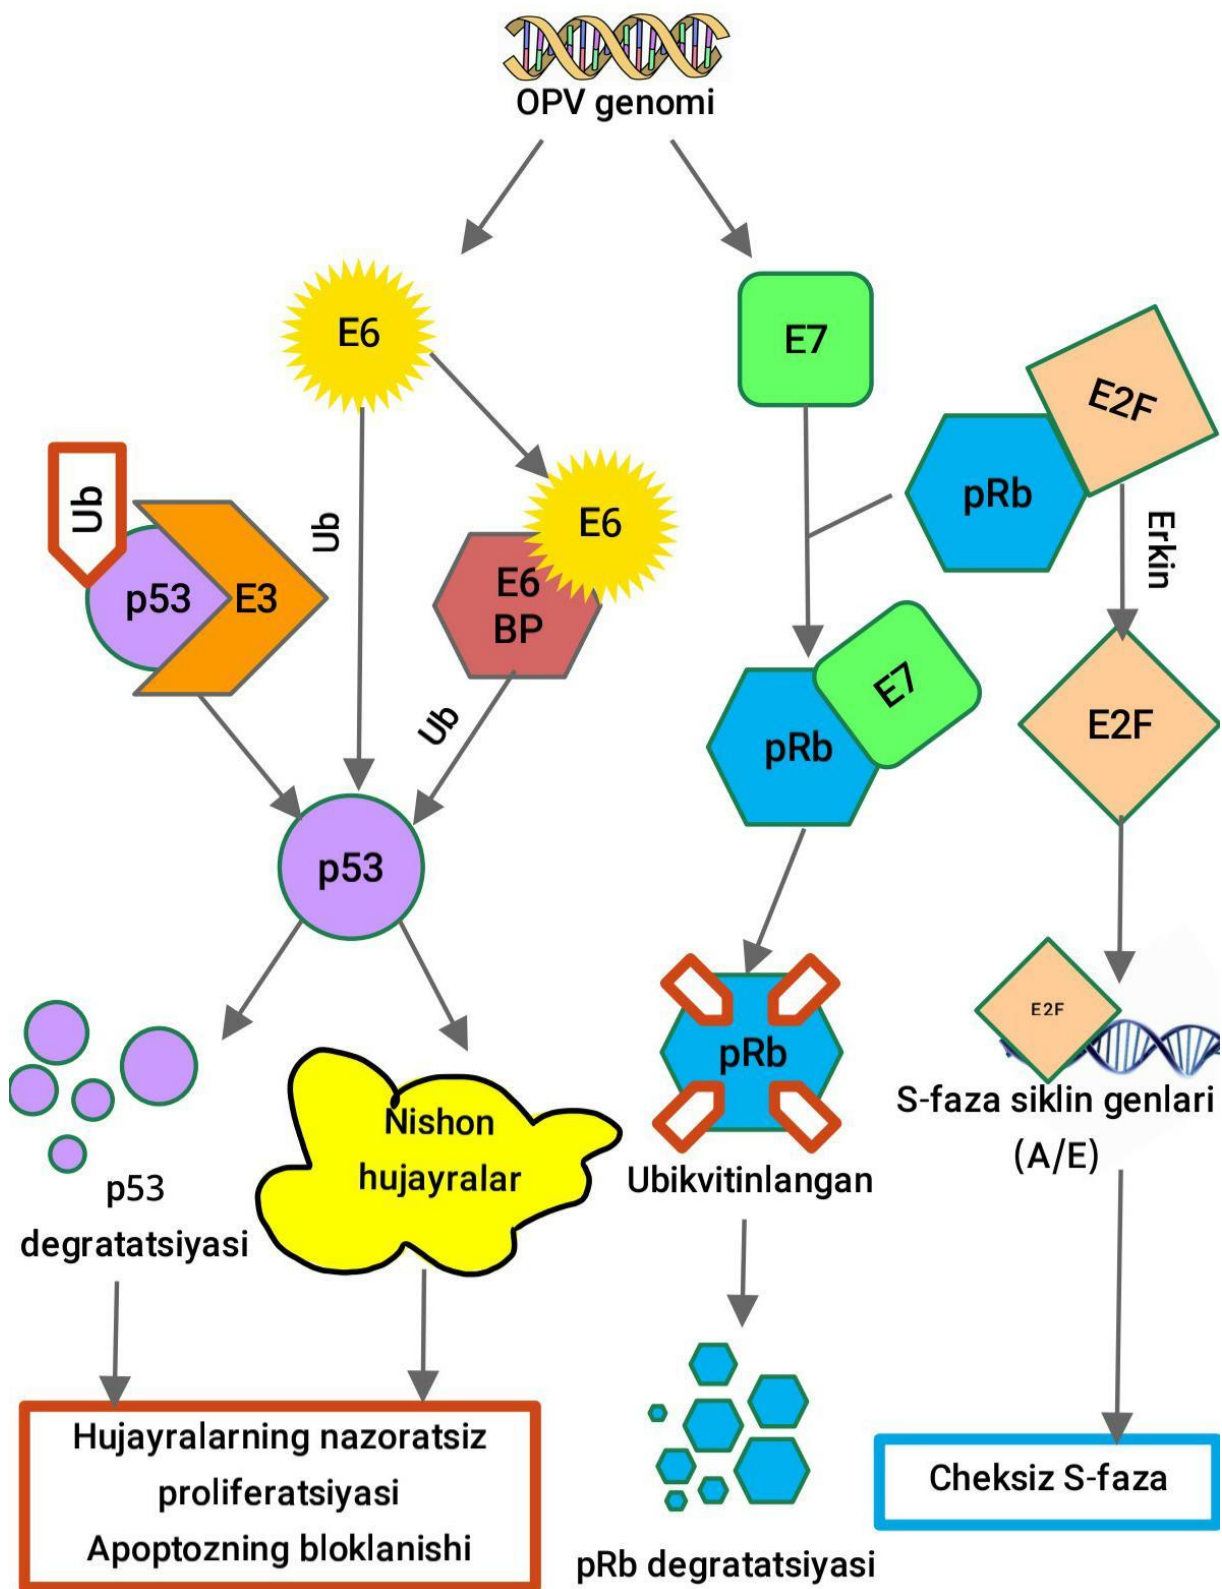 OPV genomi
E6
E7
E2F
pRb
Ub
p53
E3
Ub
E6
E6
BP
Ub
Erkin
pRb
E7
E2F
p53
p53
degratatsiyasi
Nishon
hujayralar
pRb
Ubikvitinlangan
E2F
S-faza siklin genlari
(A/E)
Hujayralarning nazoratsiz
proliferatsiyasi
Apoptozning bloklanishi
pRb degratatsiyasi
Cheksiz S-faza